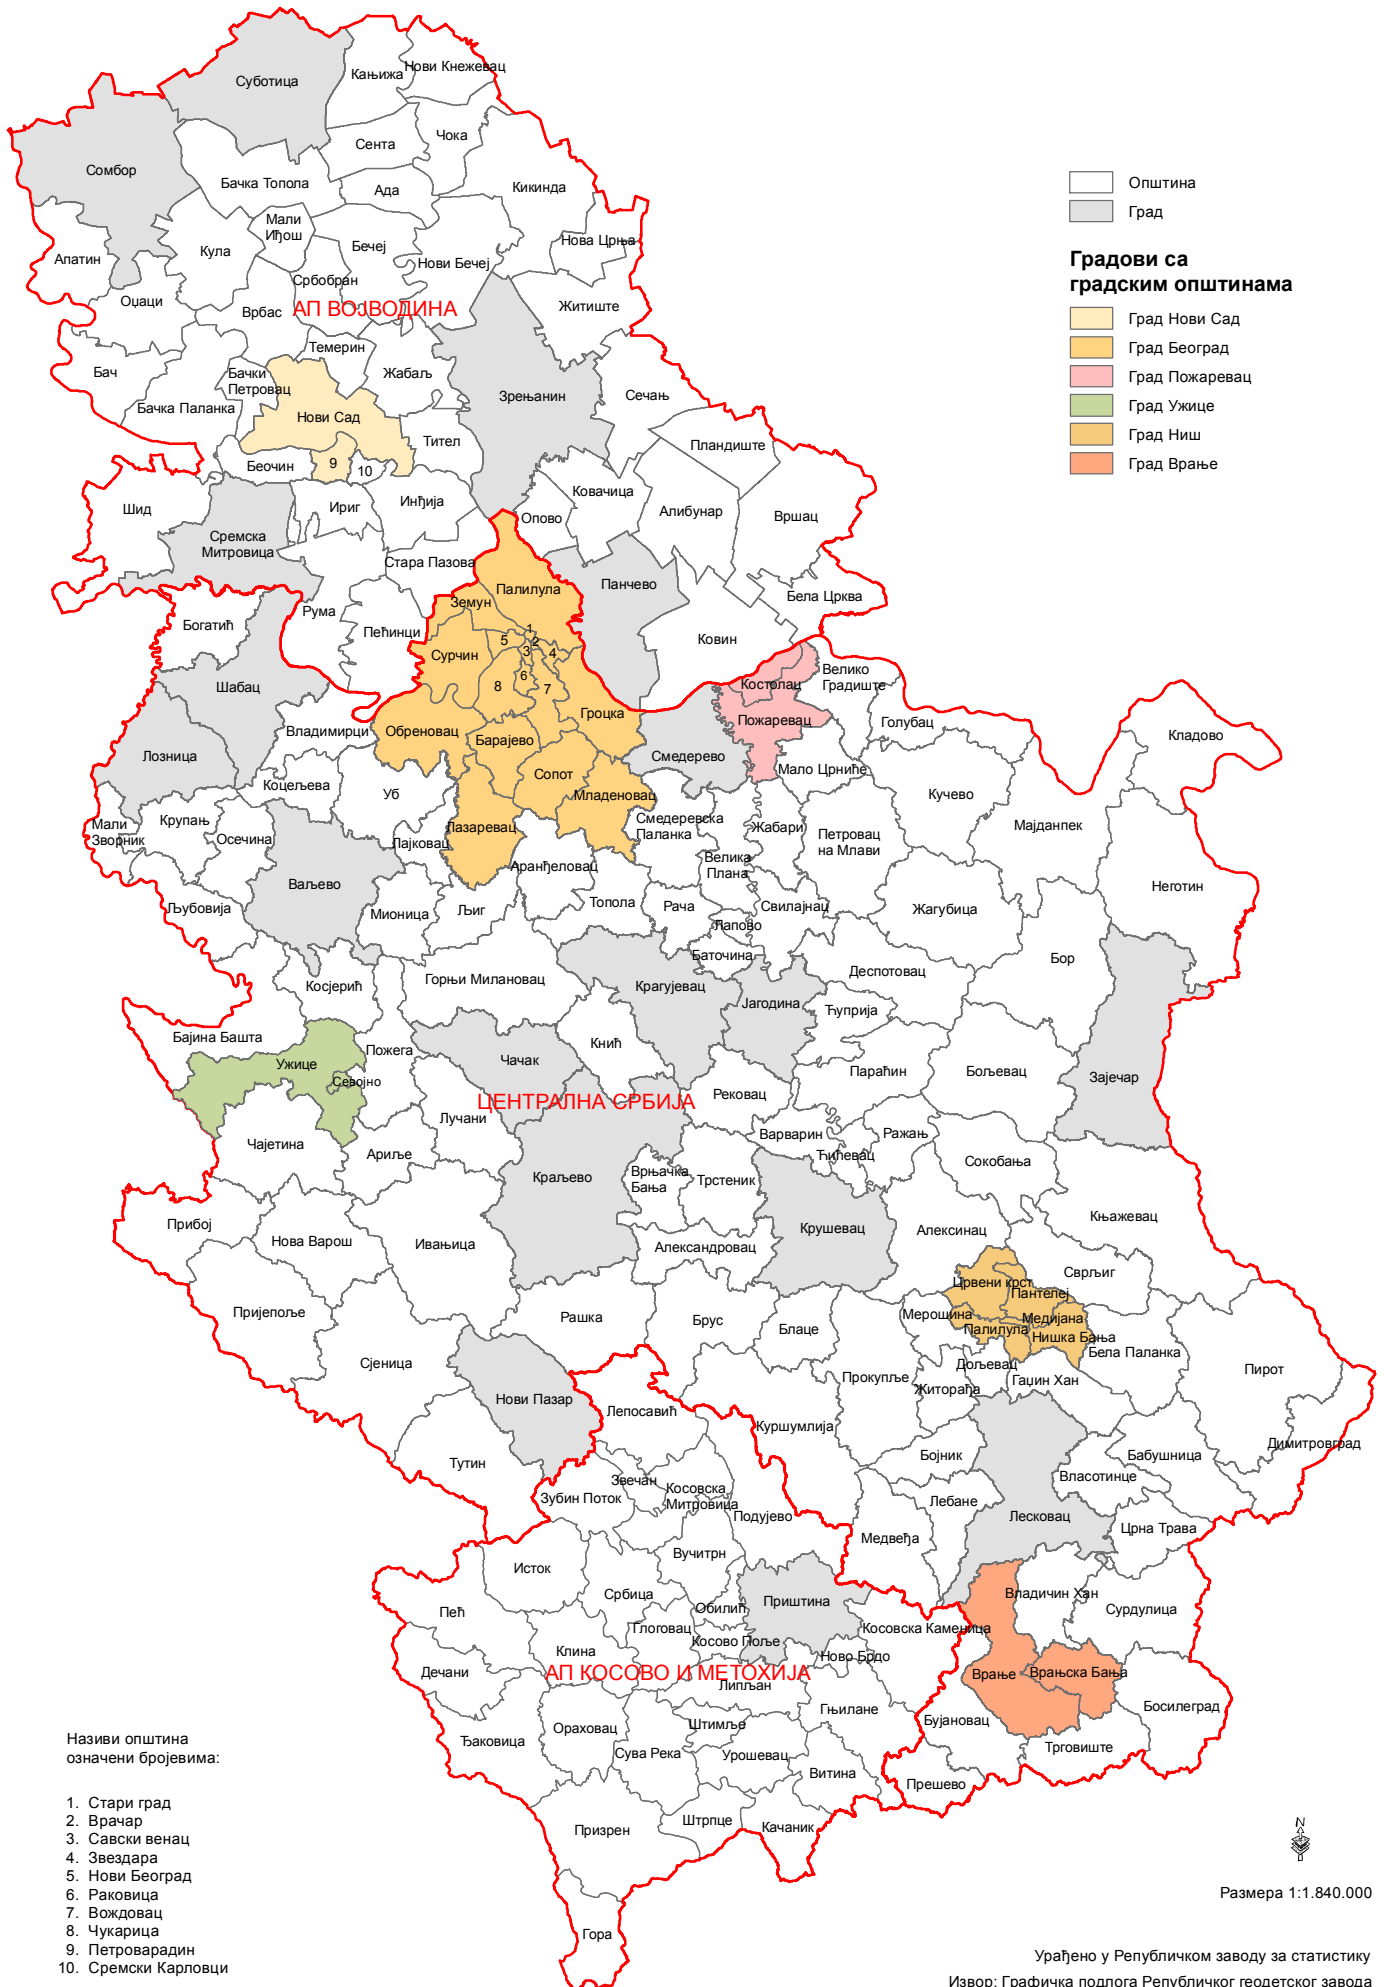 Суботица
Кањижа
Нови Кнежевац
Сента
Чока
Сомбор
Бачка Топола
Ада
Кикинда
Мали
Иђош
Апатин
Кула
Бечеј
Нова Црња
Нови Бечеј
Србобран
Оџаци
Врбас
АП ВОЈВОДИНА
Житиште
Темерин
Бач
Бачки
Петровац
Жабаљ
Бачка Паланка
Нови Сад
Зрењанин
Сечањ
Тител
Пландиште
Беочин
9
10
Шид
Ириг
Инђија
Ковачица
Опово
Алибунар
Вршац
Сремска
Митровица
Стара Пазова
Палилула
Панчево
Бела Црква
Земун
Рума
Пећинци
Ковин
Богатић
1
2
3
4
5
6
7
8
Сурчин
Шабац
Костолац
Велико
Градиште
Гроцка
Пожаревац
Голубац
Владимирци
Обреновац
Барајево
Кладово
Лозница
Смедерево
Мало Црниће
Коцељева
Уб
Сопот
Младеновац
Кучево
Мали
Зворник
Крупањ
Осечина
Лајковац
Лазаревац
Смедеревска
Паланка
Жабари
Петровац
на Млави
Мајданпек
Велика
Плана
Аранђеловац
Ваљево
Неготин
Љубовија
Мионица
Љиг
Топола
Рача
Свилајнац
Жагубица
Лапово
Баточина
Бор
Косјерић
Горњи Милановац
Крагујевац
Деспотовац
Јагодина
Ћуприја
Бајина Башта
Пожега
Чачак
Кнић
Ужице
Севојно
Параћин
Бољевац
Зајечар
ЦЕНТРАЛНА СРБИЈА
Рековац
Лучани
Варварин
Ражањ
Чајетина
Ариље
Ћићевац
Сокобања
Краљево
Врњачка
Бања
Трстеник
Прибој
Нова Варош
Ивањица
Александровац
Крушевац
Алексинац
Књажевац
Црвени крст
Пантелеј
Сврљиг
Пријепоље
Рашка
Брус
Блаце
Мерошина
Палилула
Медијана
Нишка Бања
Бела Паланка
Сјеница
Дољевац
Гаџин Хан
Пирот
Прокупље
Житорађа
Нови Пазар
Лепосавић
Куршумлија
Димитровград
Бојник
Бабушница
Власотинце
Тутин
Звечан
Зубин Поток
Косовска
Митровица
Подујево
Лебане
Лесковац
Медвеђа
Црна Трава
Вучитрн
Исток
Србица
Приштина
Владичин Хан
Сурдулица
Пећ
Обилић
Глоговац
Косово Поље
Косовска Каменица
Клина
Ново Брдо
АП КОСОВО И МЕТОХИЈА
Дечани
Липљан
Врање
Врањска Бања
Босилеград
Гњилане
Бујановац
Ђаковица
Ораховац
Штимље
Сува Река
Урошевац
Трговиште
Витина
Прешево
Призрен
Штрпце
Качаник
Гора
Општина
Град
Градови са
градским општинама
Град Нови Сад
Град Београд
Град Пожаревац
Град Ужице
Град Ниш
Град Врање
Називи општина
означени бројевима:
1. Стари град
2. Врачар
3. Савски венац
4. Звездара
5. Нови Београд
6. Раковица
7. Вождовац
8. Чукарица
9. Петроварадин
10. Сремски Карловци
N
Размера 1:1.840.000
Урађено у Републичком заводу за статистику
Извор: Графичка подлога Републичког геодетског завода